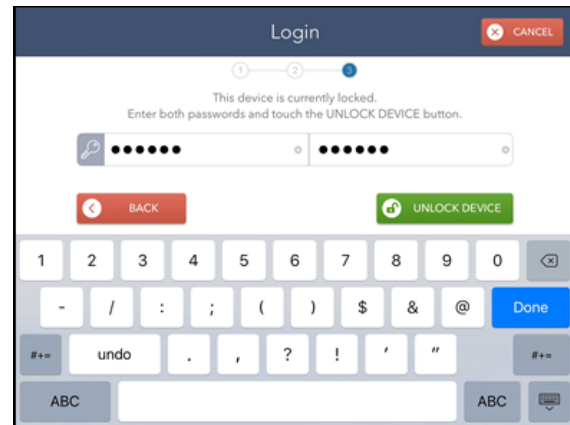 Login
CANCEL
1 2 3
This device is currently locked.
Enter both passwords and touch the UNLOCK DEVICE button.
●●●●●● ●●●●●●
BACK UNLOCK DEVICE
1 2 3 4 5 6 7 8 9 0
- / : ; ( ) $ & @ Done
#+= undo . , ? ! ' " #+=
ABC ABC